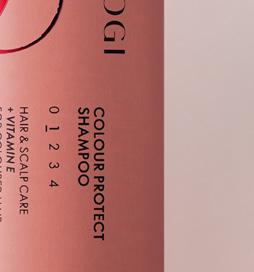 OGI
COLOUR PROTECT
SHAMPOO
0 1 2 3 4
HAIR & SCALP CARE
+ VITAMIN E